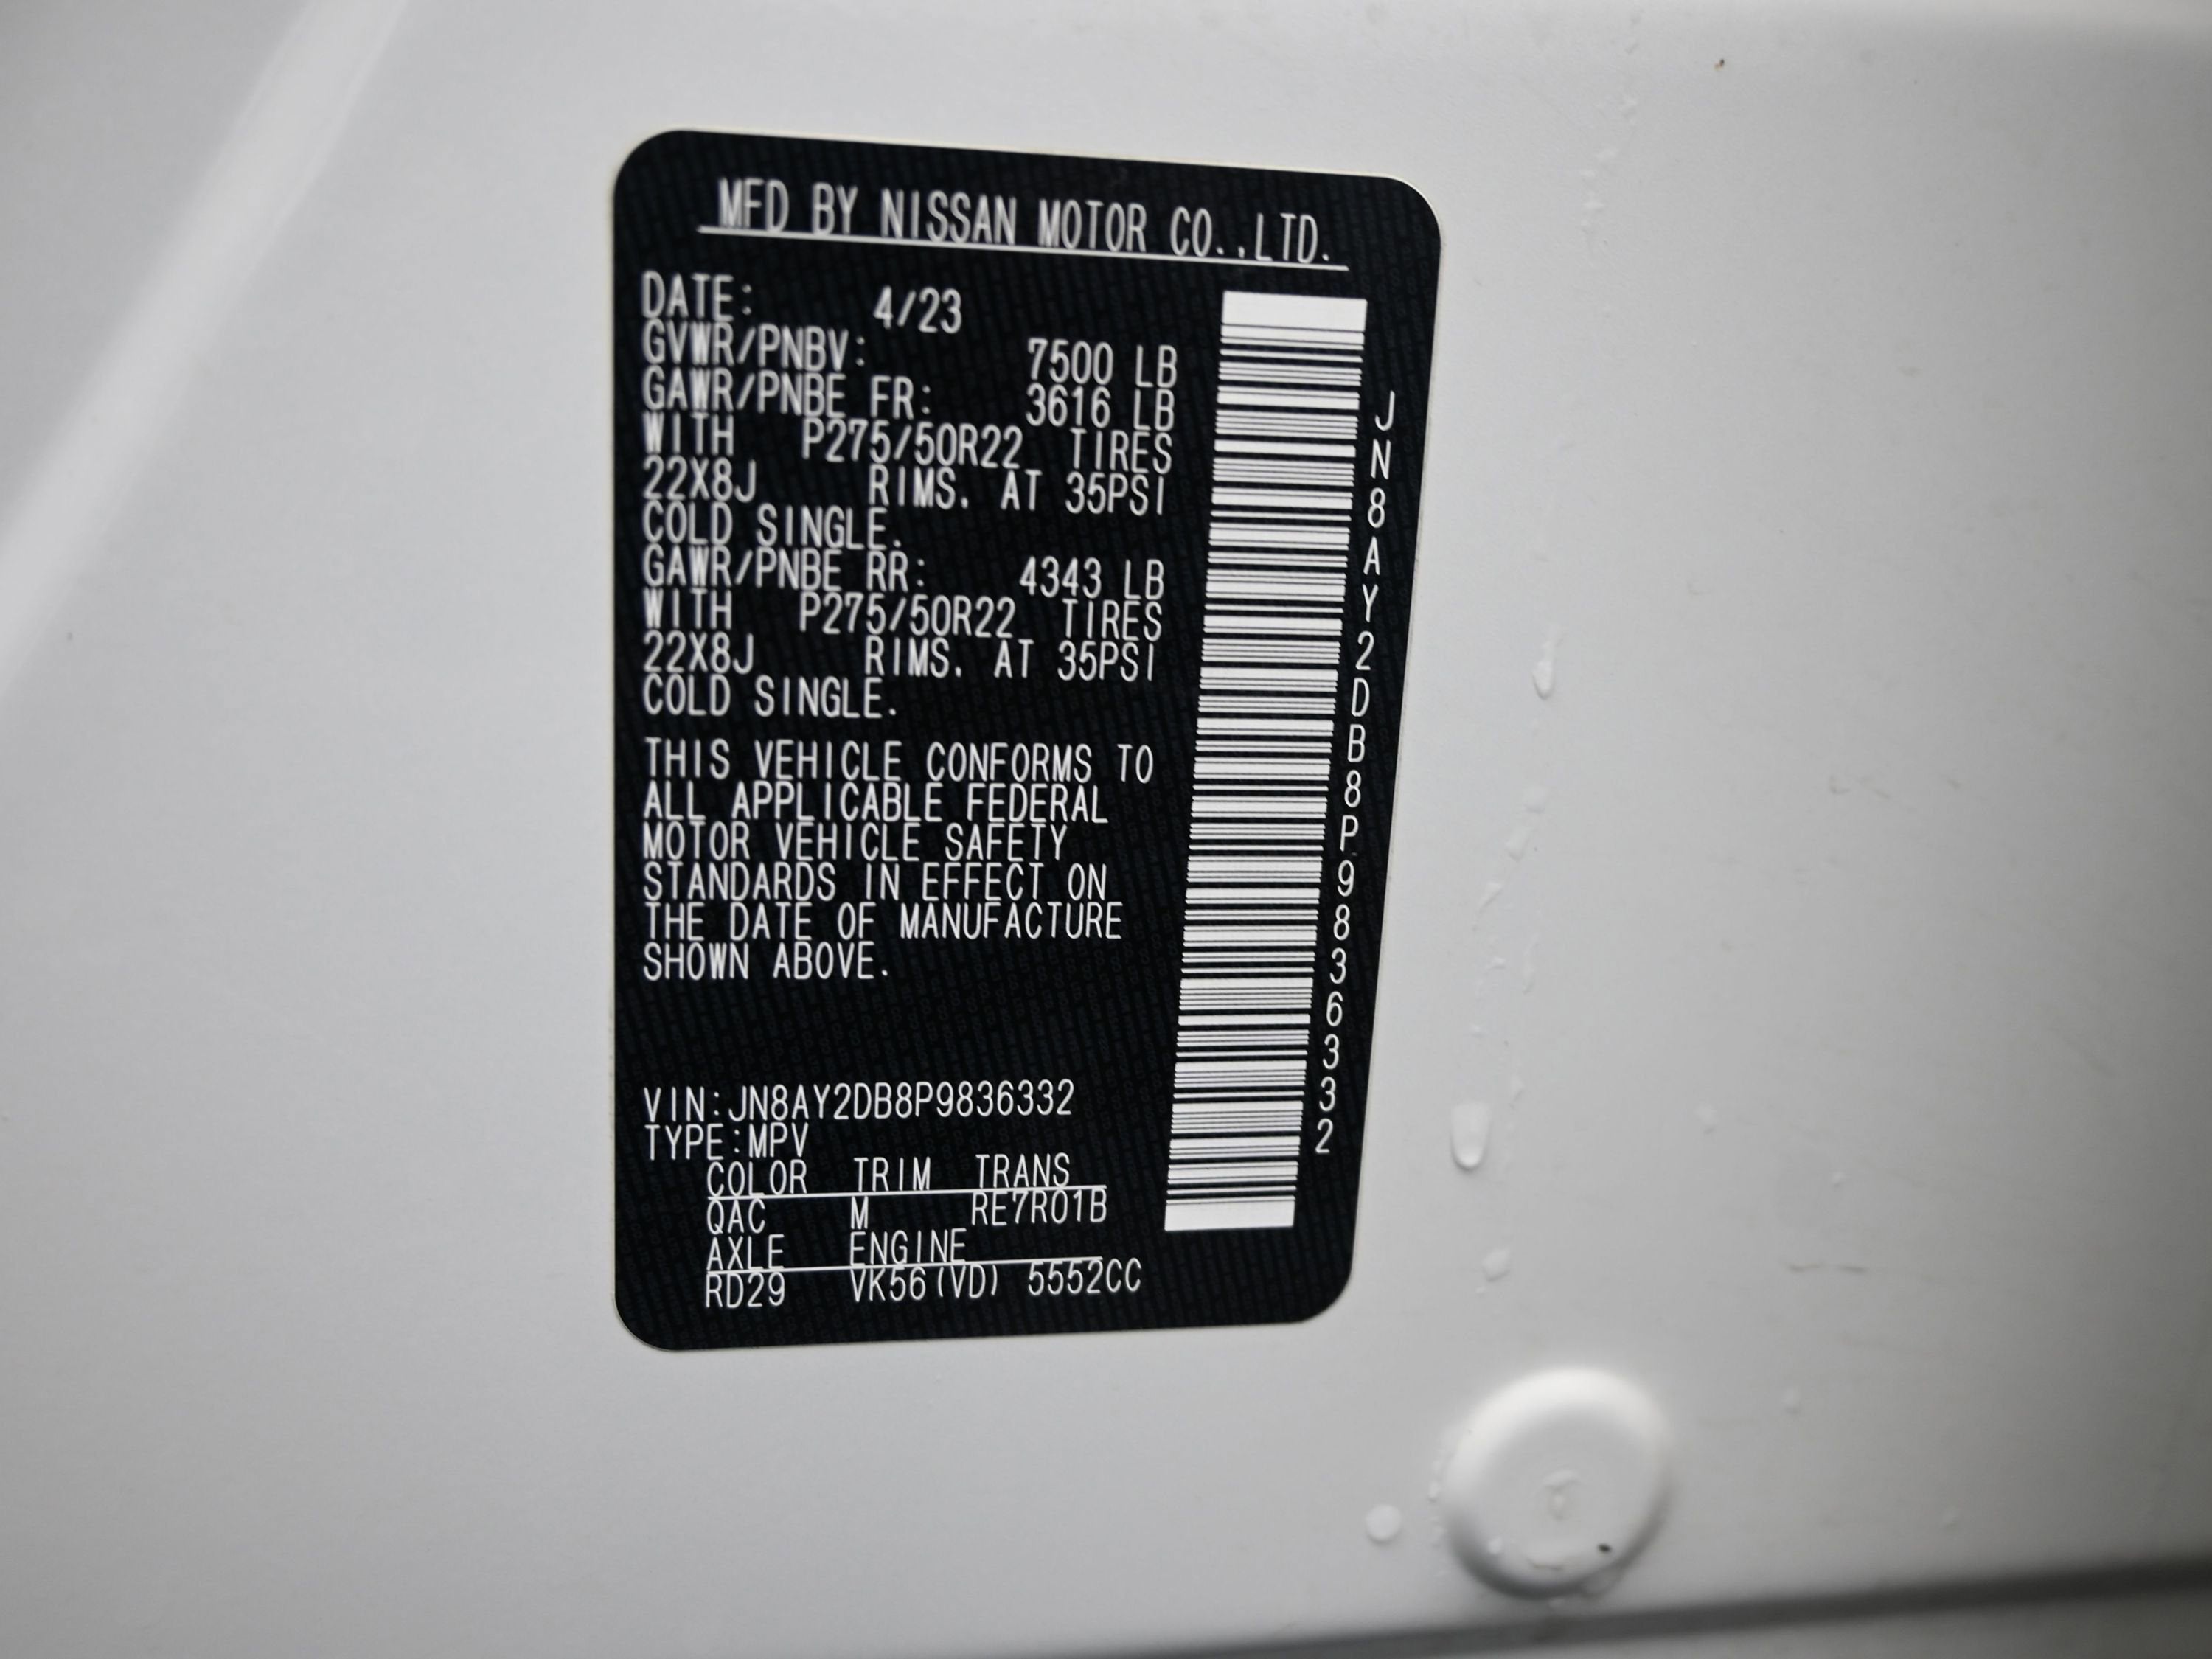 MFD BY NISSAN MOTOR CO.,LTD.
DATE: 4/23
GVWR/PNBV: 7500 LB
GAWR/PNBE FR: 3616 LB
WITH P275/50R22 TIRES
22X8J RIMS. AT 35PSI
COLD SINGLE.
GAWR/PNBE RR: 4343 LB
WITH P275/50R22 TIRES
22X8J RIMS. AT 35PSI
COLD SINGLE.
THIS VEHICLE CONFORMS TO
ALL APPLICABLE FEDERAL
MOTOR VEHICLE SAFETY
STANDARDS IN EFFECT ON
THE DATE OF MANUFACTURE
SHOWN ABOVE.
VIN:JN8AY2DB8P9836332
TYPE:MPV
COLOR TRIM TRANS
QAC M RE7R01B
AXLE ENGINE
RD29 VK56(VD) 5552CC
JN8AY2DB8P9836332